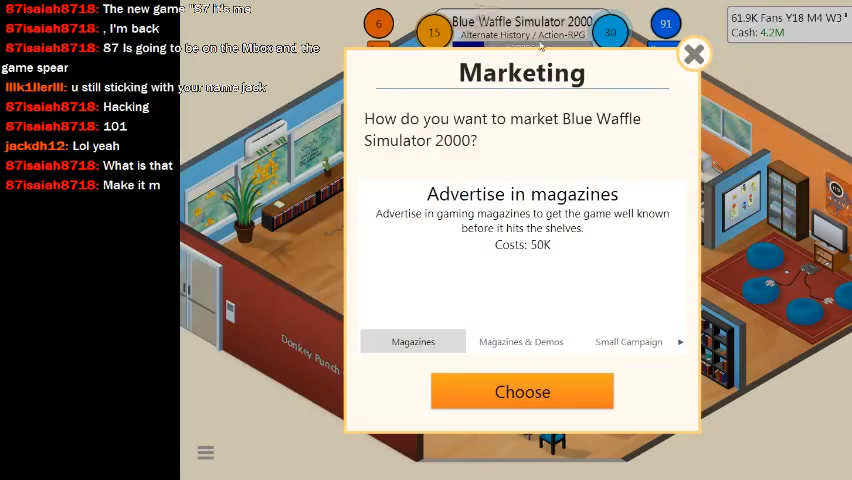 87isaiah8718: The new game "S7 it's me
87isaiah8718: , I'm back
87isaiah8718: 87 Is going to be on the Mbox and the
game spear
lllk1llerlll: u still sticking with your name jack
87isaiah8718: Hacking
87isaiah8718: 101
jackdh12: Lol yeah
87isaiah8718: What is that
87isaiah8718: Make it m
6
15
Blue Waffle Simulator 2000
Alternate History / Action-RPG
30
91
61.9K Fans Y18 M4 W3
Cash: 4.2M
Marketing
How do you want to market Blue Waffle
Simulator 2000?
Advertise in magazines
Advertise in gaming magazines to get the game well known
before it hits the shelves.
Costs: 50K
Magazines
Magazines & Demos
Small Campaign
Choose
Donkey Punch